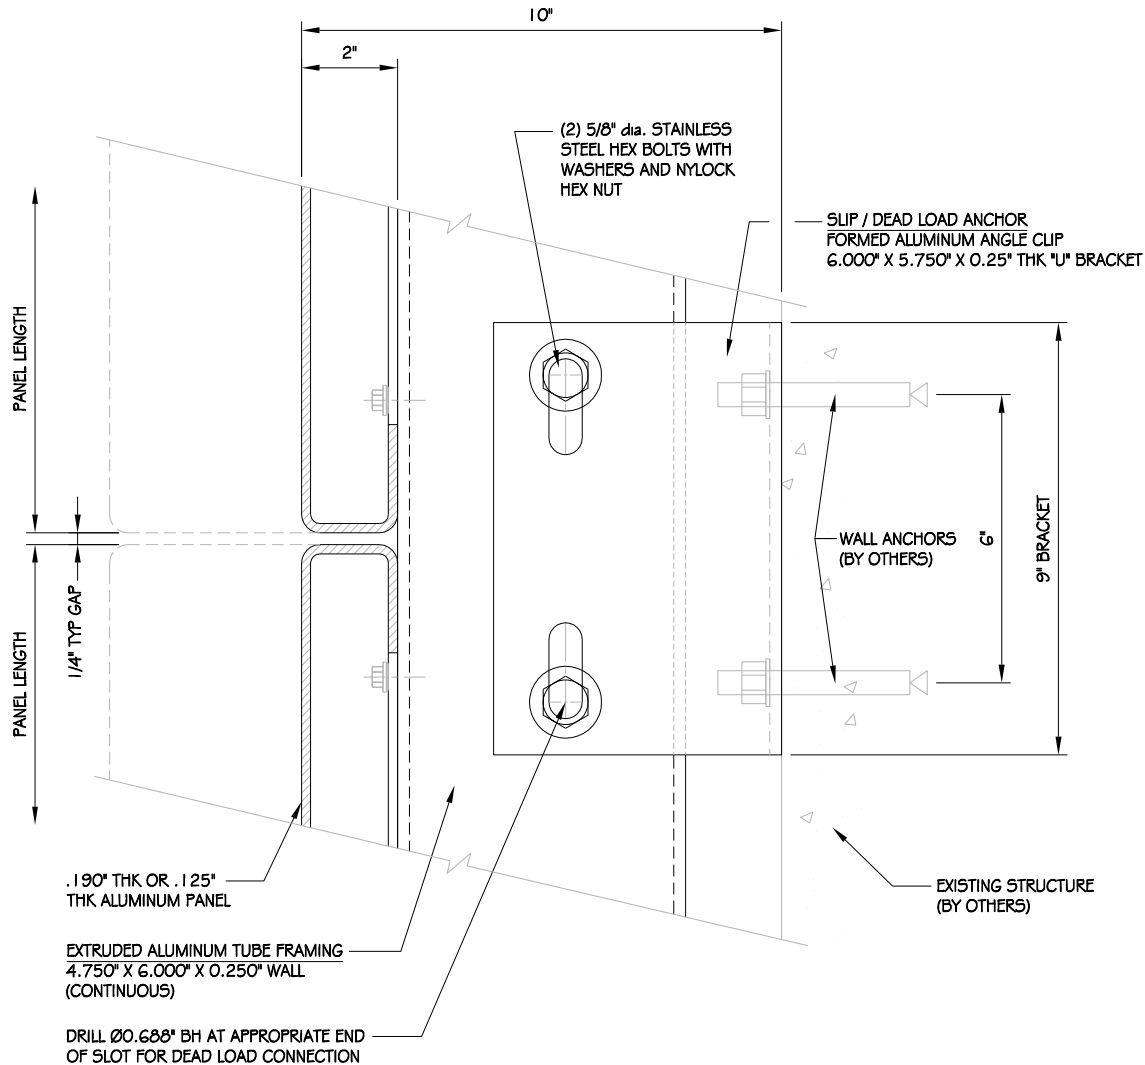 10"
2"
(2) 5/8" dia. STAINLESS
STEEL HEX BOLTS WITH
WASHERS AND NYLOCK
HEX NUT
SLIP / DEAD LOAD ANCHOR
FORMED ALUMINUM ANGLE CLIP
6.000" X 5.750" X 0.25" THK "U" BRACKET
PANEL LENGTH
WALL ANCHORS
(BY OTHERS)
6"
9" BRACKET
1/4" TYP GAP
PANEL LENGTH
.190" THK OR .125"
THK ALUMINUM PANEL
EXISTING STRUCTURE
(BY OTHERS)
EXTRUDED ALUMINUM TUBE FRAMING
4.750" X 6.000" X 0.250" WALL
(CONTINUOUS)
DRILL Ø0.688" BH AT APPROPRIATE END
OF SLOT FOR DEAD LOAD CONNECTION